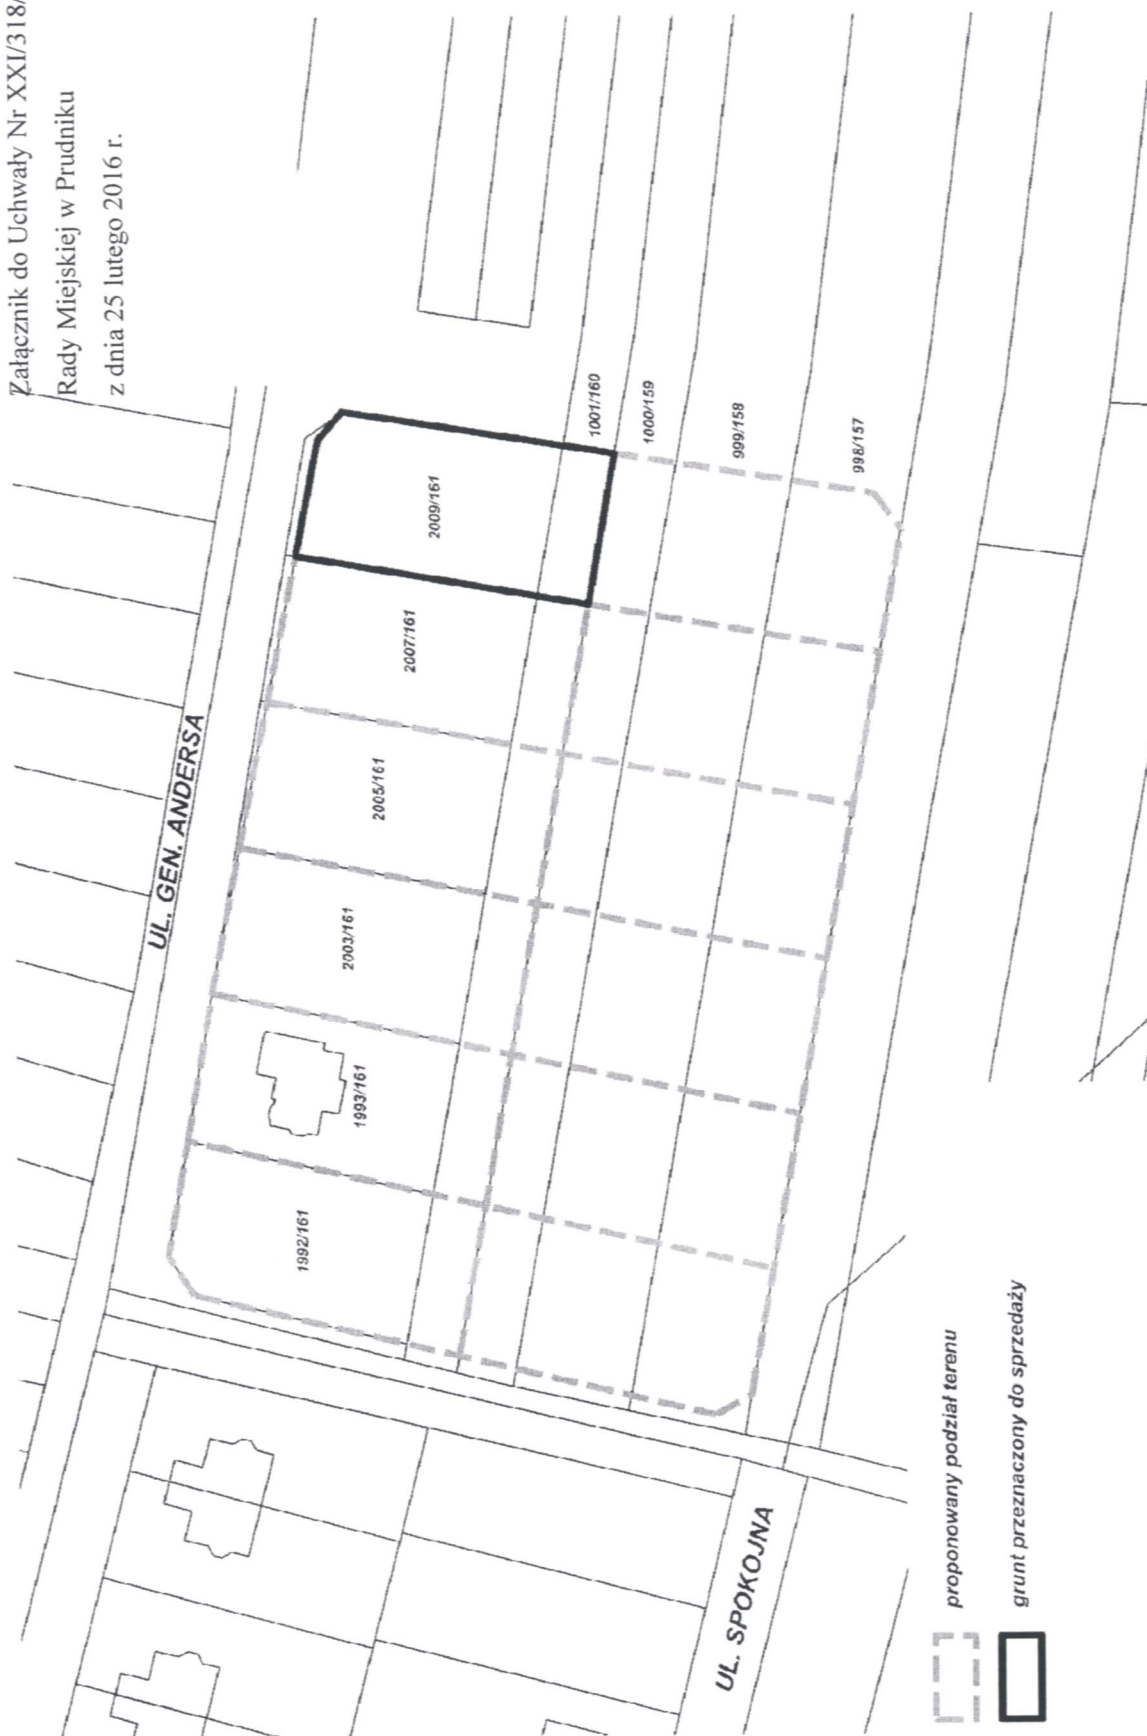 Załącznik do Uchwały Nr XXI/318/
Rady Miejskiej w Prudniku
z dnia 25 lutego 2016 r.
UL. GEN. ANDERSA
1992/161
1993/161
2003/161
2005/161
2007/161
2009/161
1001/160
1000/159
999/158
998/157
UL. SPOKOJNA
proponowany podział terenu
grunt przeznaczony do sprzedaży